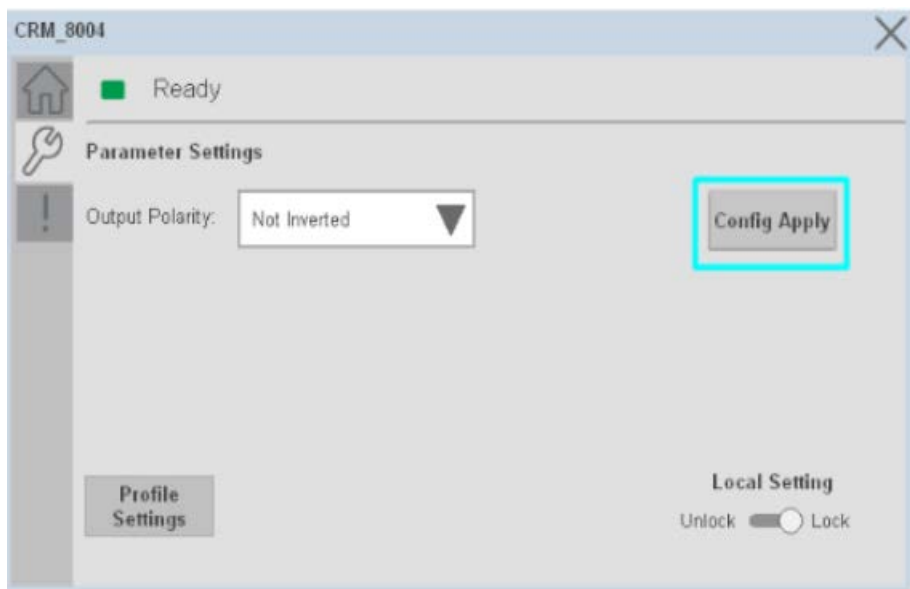 CRM_8004
Ready
Parameter Settings
Output Polarity: Not Inverted
Config Apply
Profile
Settings
Local Setting
Unlock Lock